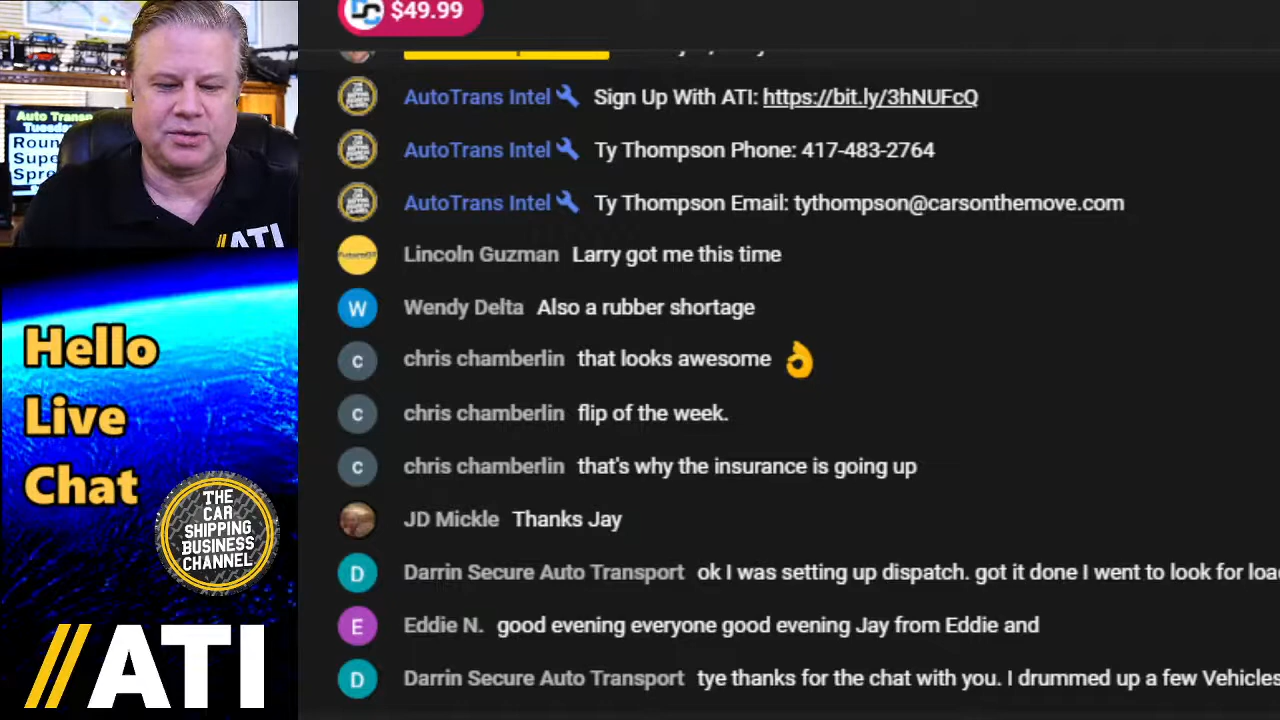 $49.99
AutoTrans Intel Sign Up With ATI: https://bit.ly/3hNUFcQ
AutoTrans Intel Ty Thompson Phone: 417-483-2764
AutoTrans Intel Ty Thompson Email: tythompson@carsonthemove.com
Lincoln Guzman Larry got me this time
W Wendy Delta Also a rubber shortage
c chris chamberlin that looks awesome 👌
c chris chamberlin flip of the week.
c chris chamberlin that's why the insurance is going up
JD Mickle Thanks Jay
D Darrin Secure Auto Transport ok I was setting up dispatch. got it done I went to look for
E Eddie N. good evening everyone good evening Jay from Eddie and
D Darrin Secure Auto Transport tye thanks for the chat with you. I drummed up a few Vehicles
Auto
Tuesda
Roun
Supe
Spre
//ATI
Hello
Live
Chat
THE
CAR
SHIPPING
BUSINESS
CHANNEL
//ATI